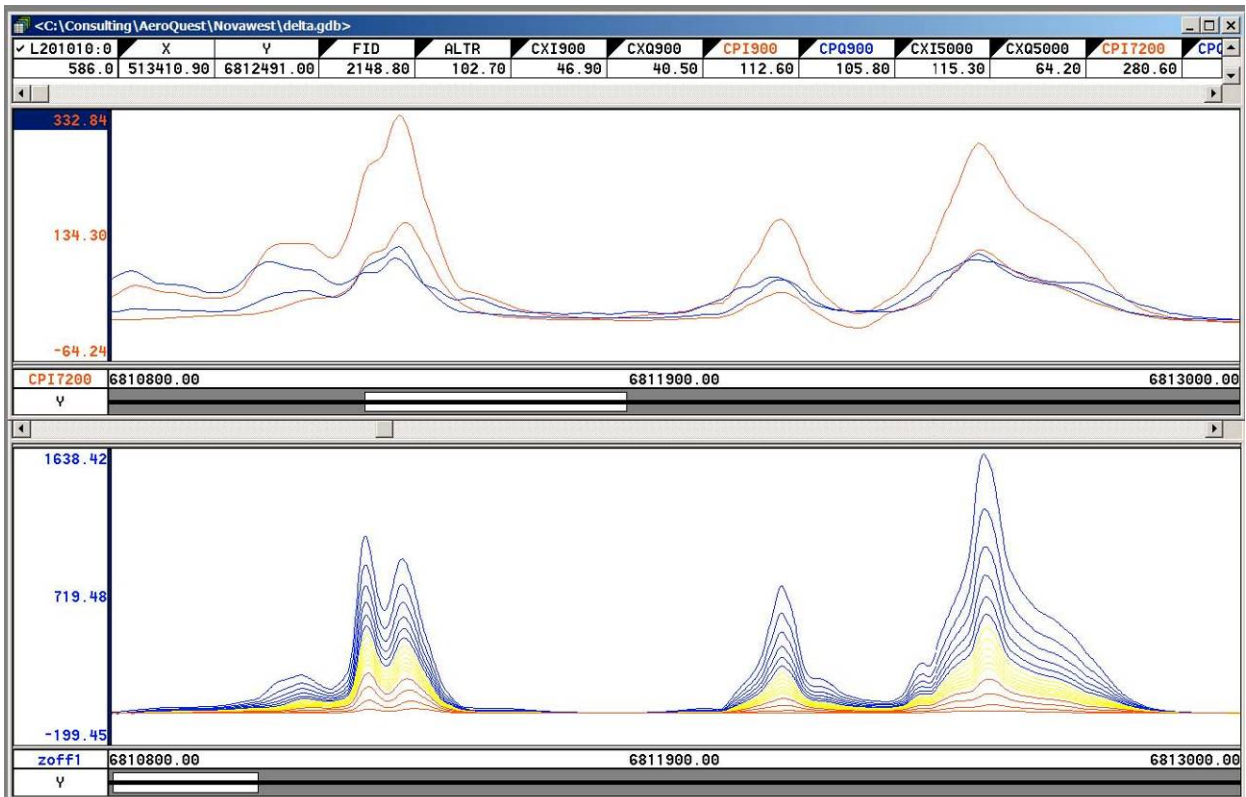 <C:\Consulting\AeroQuest\Novawest\delta.gdb>
✓ L201010:0 X Y FID ALTR CXI900 CXQ900 CPI900 CPQ900 CXI5000 CXQ5000 CPI7200
586.0 513410.90 6812491.00 2148.80 102.70 46.90 40.50 112.60 105.80 115.30 64.20 280.60
332.84
134.30
-64.24
CPI7200 6810800.00 6811900.00 6813000.00
Y
1638.42
719.48
-199.45
zoff1 6810800.00 6811900.00 6813000.00
Y